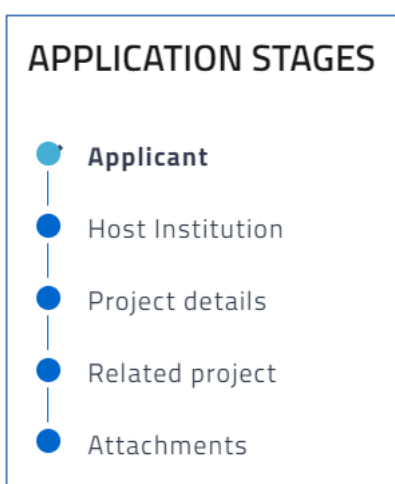 APPLICATION STAGES
Applicant
Host Institution
Project details
Related project
Attachments